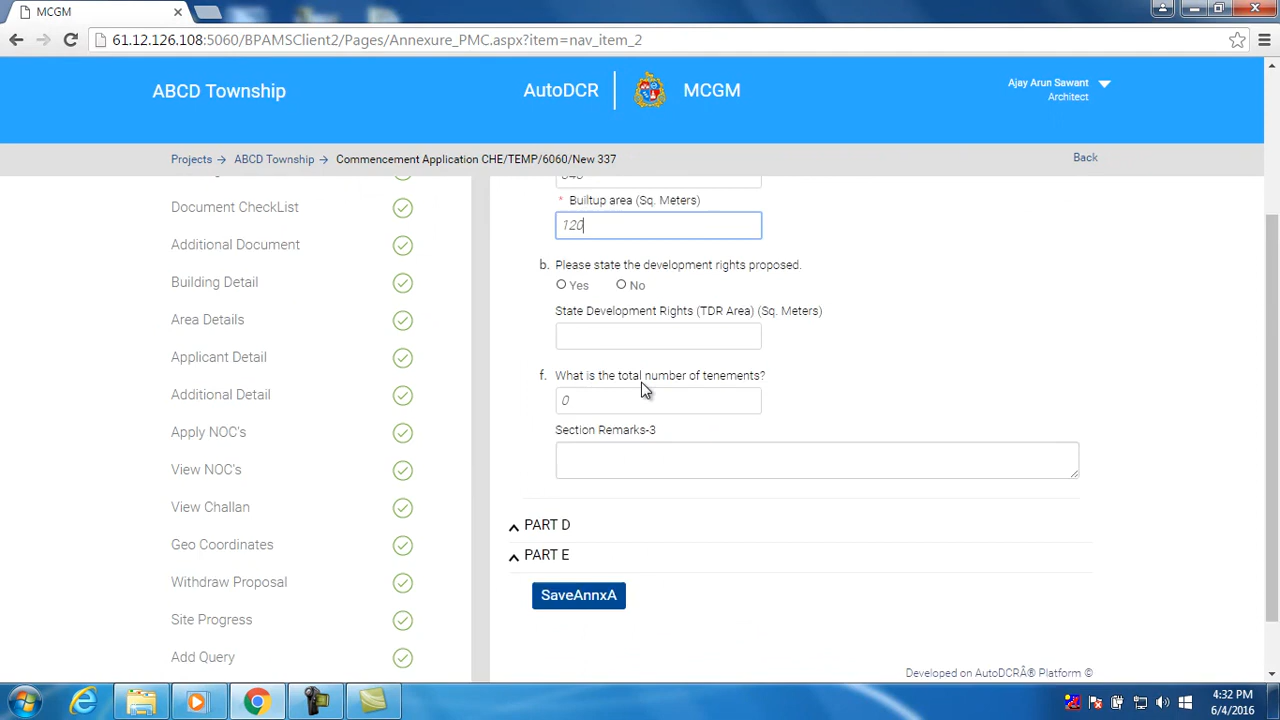 MCGM
61.12.126.108:5060/BPAMSClient2/Pages/Annexure_PMC.aspx?item=nav_item_2
ABCD Township
AutoDCR
MCGM
Ajay Arun Sawant
Architect
Projects → ABCD Township → Commencement Application CHE/TEMP/6060/New 337
Back
Document CheckList
Additional Document
Building Detail
Area Details
Applicant Detail
Additional Detail
Apply NOC's
View NOC's
View Challan
Geo Coordinates
Withdraw Proposal
Site Progress
Add Query
* Builtup area (Sq. Meters)
120
b. Please state the development rights proposed.
Yes No
State Development Rights (TDR Area) (Sq. Meters)
f. What is the total number of tenements?
0
Section Remarks-3
PART D
PART E
SaveAnnxA
Developed on AutoDCRÂ® Platform ©
4:32 PM
6/4/2016